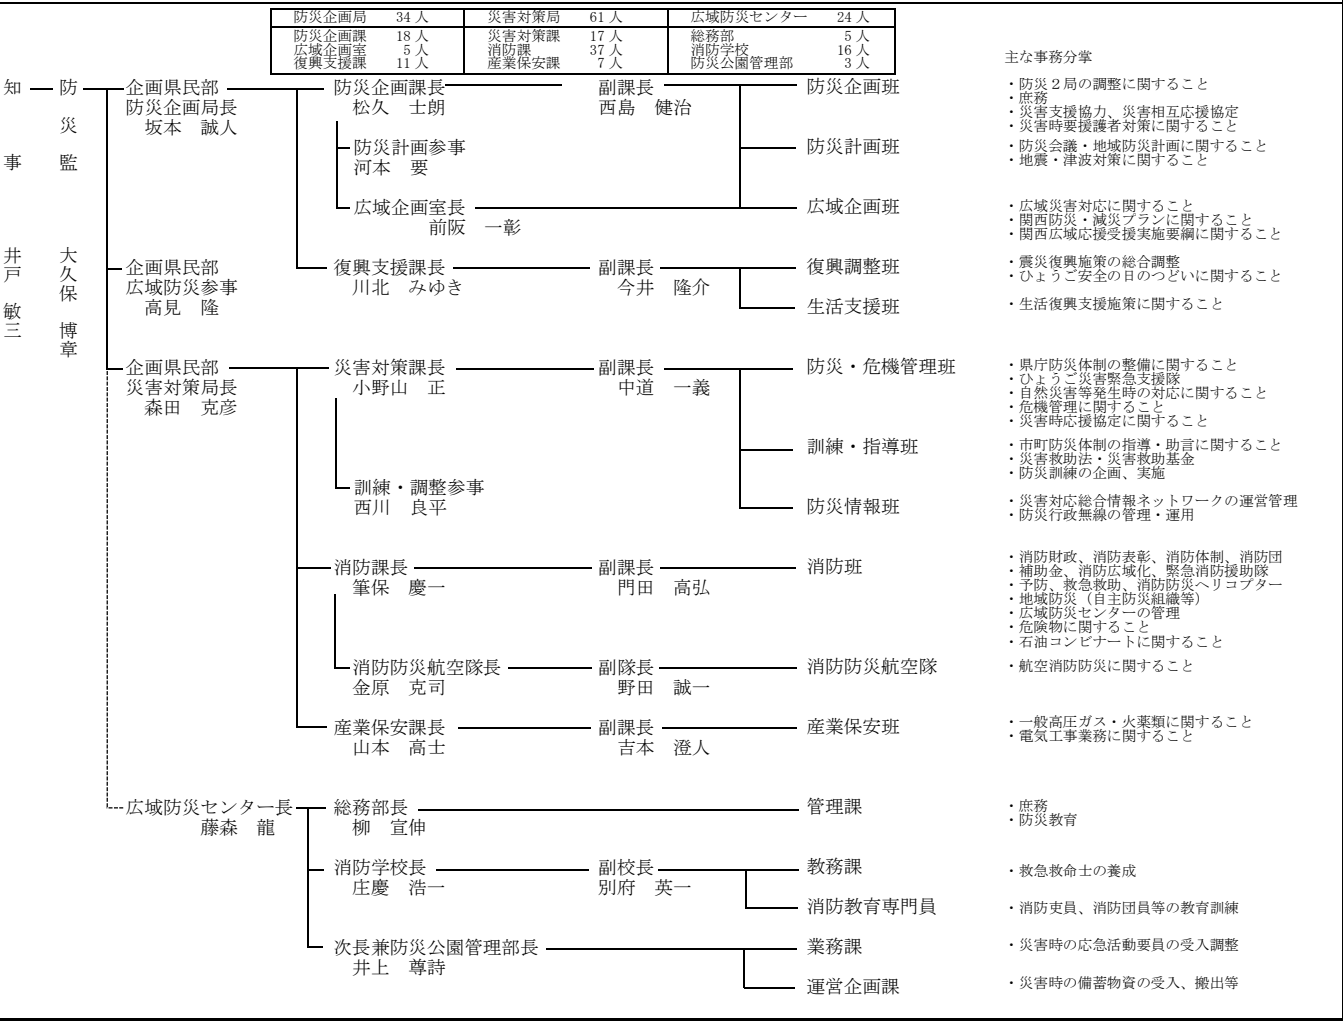 防災企画局　34 人　災害対策局　61 人　広域防災センター　24 人
防災企画課　18 人　災害対策課　17 人　総務部　5 人
広域企画室　5 人　消防課　37 人　消防学校　16 人
復興支援課　11 人　産業保安課　7 人　防災公園管理部　3 人
主な事務分掌
知事　井戸 敏三
防災監　大久保 博章
企画県民部
防災企画局長
坂本　誠人
防災企画課長
松久　士朗
副課長
西島　健治
防災企画班
・防災２局の調整に関すること
・庶務
・災害支援協力、災害相互応援協定
・災害時要援護者対策に関すること
防災計画参事
河本　要
防災計画班
・防災会議・地域防災計画に関すること
・地震・津波対策に関すること
広域企画室長
前阪　一彰
広域企画班
・広域災害対応に関すること
・関西防災・減災プランに関すること
・関西広域応援受援実施要綱に関すること
企画県民部
広域防災参事
高見　隆
復興支援課長
川北　みゆき
副課長
今井　隆介
復興調整班
・震災復興施策の総合調整
・ひょうご安全の日のつどいに関すること
生活支援班
・生活復興支援施策に関すること
企画県民部
災害対策局長
森田　克彦
災害対策課長
小野山　正
副課長
中道　一義
防災・危機管理班
・県庁防災体制の整備に関すること
・ひょうご災害緊急支援隊
・自然災害等発生時の対応に関すること
・危機管理に関すること
・災害時応援協定に関すること
訓練・指導班
・市町防災体制の指導・助言に関すること
・災害救助法・災害救助基金
・防災訓練の企画、実施
訓練・調整参事
西川　良平
防災情報班
・災害対応総合情報ネットワークの運営管理
・防災行政無線の管理・運用
消防課長
筆保　慶一
副課長
門田　高弘
消防班
・消防財政、消防表彰、消防体制、消防団
・補助金、消防広域化、緊急消防援助隊
・予防、救急救助、消防防災ヘリコプター
・地域防災（自主防災組織等）
・広域防災センターの管理
・危険物に関すること
・石油コンビナートに関すること
消防防災航空隊長
金原　克司
副隊長
野田　誠一
消防防災航空隊
・航空消防防災に関すること
産業保安課長
山本　高士
副課長
吉本　澄人
産業保安班
・一般高圧ガス・火薬類に関すること
・電気工事業務に関すること
広域防災センター長
藤森　龍
総務部長
柳　宣伸
管理課
・庶務
・防災教育
消防学校長
庄慶　浩一
副校長
別府　英一
教務課
・救急救命士の養成
消防教育専門員
・消防吏員、消防団員等の教育訓練
次長兼防災公園管理部長
井上　尊詩
業務課
・災害時の応急活動要員の受入調整
運営企画課
・災害時の備蓄物資の受入、搬出等